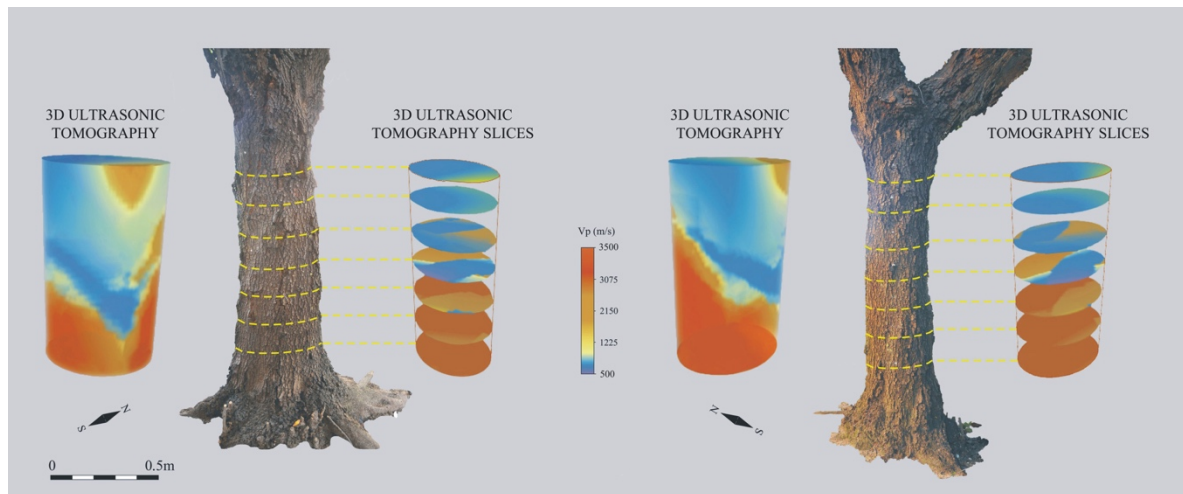 3D ULTRASONIC
TOMOGRAPHY
3D ULTRASONIC
TOMOGRAPHY SLICES
Vp (m/s)
3500
3075
2150
1225
500
3D ULTRASONIC
TOMOGRAPHY
3D ULTRASONIC
TOMOGRAPHY SLICES
N
S
N
S
0 0.5m